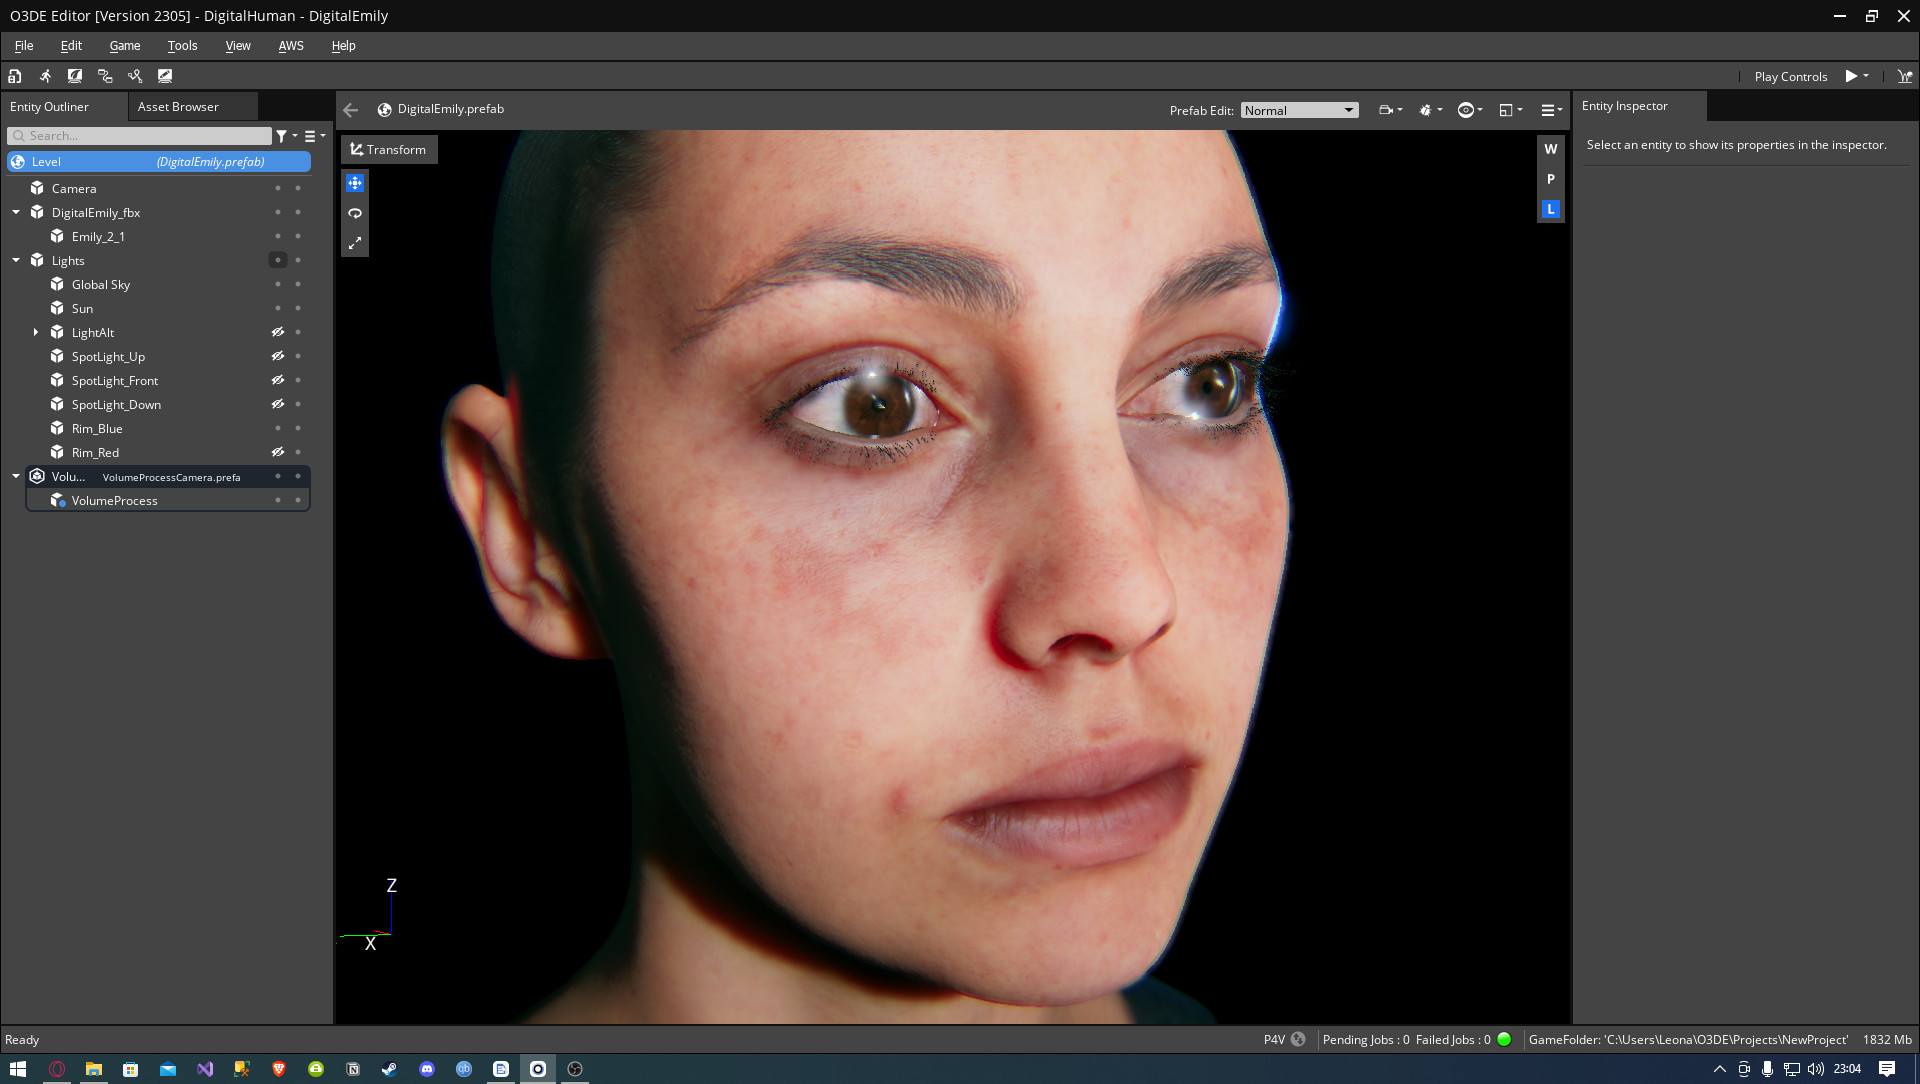 O3DE Editor [Version 2305] - DigitalHuman - DigitalEmily
File Edit Game Tools View AWS Help
Play Controls
Entity Outliner Asset Browser
DigitalEmily.prefab
Prefab Edit: Normal
Entity Inspector
Search...
Level (DigitalEmily.prefab)
Transform
W
P
L
Select an entity to show its properties in the inspector.
Camera
DigitalEmily_fbx
Emily_2_1
Lights
Global Sky
Sun
LightAlt
SpotLight_Up
SpotLight_Front
SpotLight_Down
Rim_Blue
Rim_Red
Volu... VolumeProcessCamera.prefa
VolumeProcess
Z
X
Ready
P4V
Pending Jobs : 0 Failed Jobs : 0
GameFolder: 'C:\Users\Leona\O3DE\Projects\NewProject' 1832 Mb
23:04